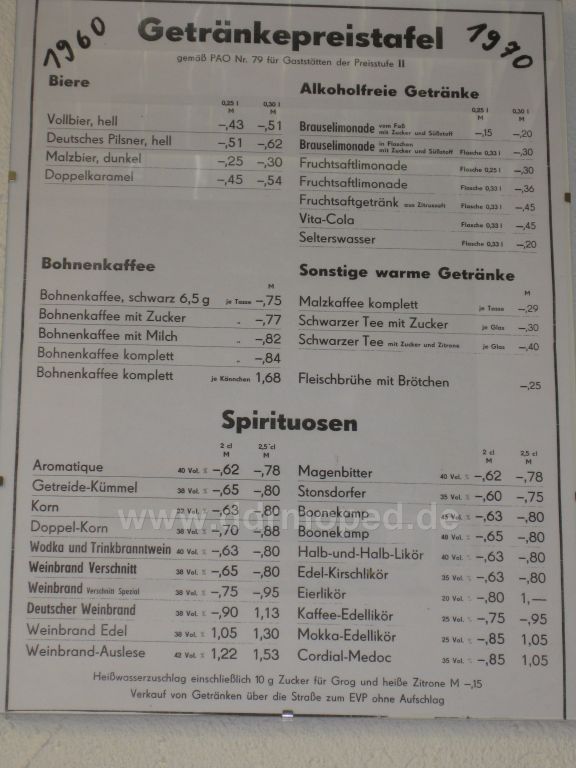 1960 Getränkepreistafel 1970
gemäß PAO Nr. 79 für Gaststätten der Preisstufe II
Biere
0,25 l M 0,30 l M
Vollbier, hell –,43 –,51
Deutsches Pilsner, hell –,51 –,62
Malzbier, dunkel –,25 –,30
Doppelkaramel –,45 –,54
Alkoholfreie Getränke
0,25 l M 0,30 l M
Brauselimonade vom Faß mit Zucker und Süßstoff –,15 –,20
Brauselimonade in Flaschen mit Zucker und Süßstoff Flasche 0,33 l –,30
Fruchtsaftlimonade Flasche 0,25 l –,30
Fruchtsaftlimonade Flasche 0,33 l –,36
Fruchtsaftgetränk aus Zitrussaft Flasche 0,33 l –,45
Vita-Cola Flasche 0,33 l –,45
Selterswasser Flasche 0,33 l –,20
Bohnenkaffee
M
Bohnenkaffee, schwarz 6,5 g je Tasse –,75
Bohnenkaffee mit Zucker „ –,77
Bohnenkaffee mit Milch „ –,82
Bohnenkaffee komplett „ –,84
Bohnenkaffee komplett je Kännchen 1,68
Sonstige warme Getränke
M
Malzkaffee komplett je Tasse –,29
Schwarzer Tee mit Zucker je Glas –,30
Schwarzer Tee mit Zucker und Zitrone je Glas –,40
Fleischbrühe mit Brötchen –,25
Spirituosen
2 cl M 2,5 cl M
Aromatique 40 Vol. % –,62 –,78
Getreide-Kümmel 38 Vol. % –,65 –,80
Korn 32 Vol. % –,63 –,80
Doppel-Korn 38 Vol. % –,70 –,88
Wodka und Trinkbranntwein 40 Vol. % –,63 –,80
Weinbrand Verschnitt 38 Vol. % –,65 –,80
Weinbrand Verschnitt Spezial 38 Vol. % –,75 –,95
Deutscher Weinbrand 38 Vol. % –,90 1,13
Weinbrand Edel 38 Vol. % 1,05 1,30
Weinbrand-Auslese 42 Vol. % 1,22 1,53
2 cl M 2,5 cl M
Magenbitter 40 Vol. % –,62 –,78
Stonsdorfer 35 Vol. % –,60 –,75
Boonekamp Vol. % –,63 –,80
Boonekamp Vol. % –,65 –,80
Halb-und-Halb-Likör 40 Vol. % –,63 –,80
Edel-Kirschlikör 35 Vol. % –,63 –,80
Eierlikör 20 Vol. % –,80 1,—
Kaffee-Edellikör 25 Vol. % –,75 –,95
Mokka-Edellikör 25 Vol. % –,85 1,05
Cordial-Medoc 35 Vol. % –,85 1,05
Heißwasserzuschlag einschließlich 10 g Zucker für Grog und heiße Zitrone M –,15
Verkauf von Getränken über die Straße zum EVP ohne Aufschlag